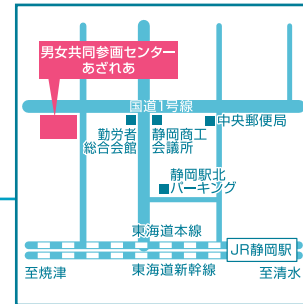 男女共同参画センター
あざれあ
国道1号線
勤労者
総合会館
静岡商工
会議所
中央郵便局
静岡駅北
パーキング
東海道本線
JR静岡駅
至焼津
東海道新幹線
至清水